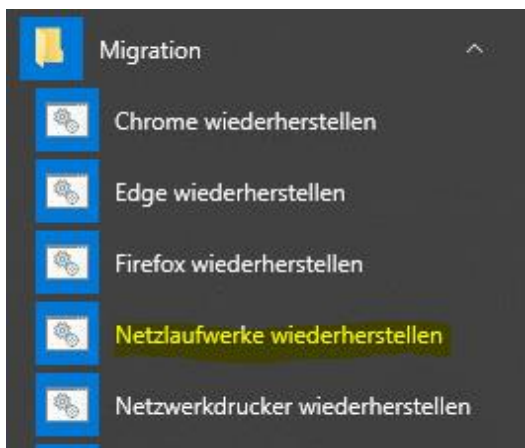 Migration
Chrome wiederherstellen
Edge wiederherstellen
Firefox wiederherstellen
Netzlaufwerke wiederherstellen
Netzwerkdrucker wiederherstellen